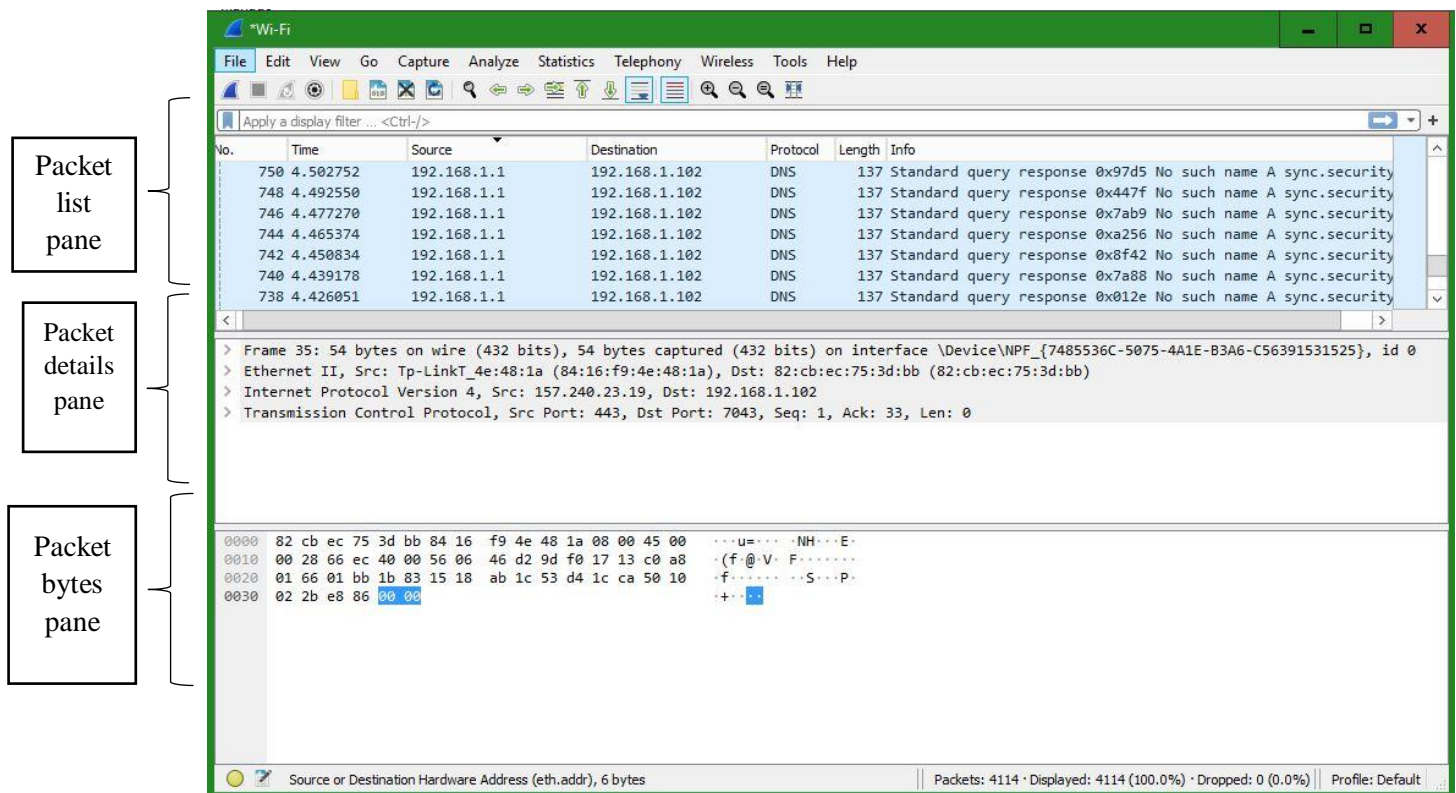 *Wi-Fi
File Edit View Go Capture Analyze Statistics Telephony Wireless Tools Help
Apply a display filter ... <Ctrl-/>
No. Time Source Destination Protocol Length Info
750 4.502752 192.168.1.1 192.168.1.102 DNS 137 Standard query response 0x97d5 No such name A sync.security
748 4.492550 192.168.1.1 192.168.1.102 DNS 137 Standard query response 0x447f No such name A sync.security
746 4.477270 192.168.1.1 192.168.1.102 DNS 137 Standard query response 0x7ab9 No such name A sync.security
744 4.465374 192.168.1.1 192.168.1.102 DNS 137 Standard query response 0xa256 No such name A sync.security
742 4.450834 192.168.1.1 192.168.1.102 DNS 137 Standard query response 0x8f42 No such name A sync.security
740 4.439178 192.168.1.1 192.168.1.102 DNS 137 Standard query response 0x7a88 No such name A sync.security
738 4.426051 192.168.1.1 192.168.1.102 DNS 137 Standard query response 0x012e No such name A sync.security
Packet
list
pane
> Frame 35: 54 bytes on wire (432 bits), 54 bytes captured (432 bits) on interface \Device\NPF_{7485536C-5075-4A1E-B3A6-C56391531525}, id 0
> Ethernet II, Src: Tp-LinkT_4e:48:1a (84:16:f9:4e:48:1a), Dst: 82:cb:ec:75:3d:bb (82:cb:ec:75:3d:bb)
> Internet Protocol Version 4, Src: 157.240.23.19, Dst: 192.168.1.102
> Transmission Control Protocol, Src Port: 443, Dst Port: 7043, Seq: 1, Ack: 33, Len: 0
Packet
details
pane
0000 82 cb ec 75 3d bb 84 16 f9 4e 48 1a 08 00 45 00 ···u=··· ·NH···E·
0010 00 28 66 ec 40 00 56 06 46 d2 9d f0 17 13 c0 a8 ·(f·@·V· F·······
0020 01 66 01 bb 1b 83 15 18 ab 1c 53 d4 1c ca 50 10 ·f······ ··S···P·
0030 02 2b e8 86 00 00 ·+····
Packet
bytes
pane
Source or Destination Hardware Address (eth.addr), 6 bytes Packets: 4114 · Displayed: 4114 (100.0%) · Dropped: 0 (0.0%) Profile: Default